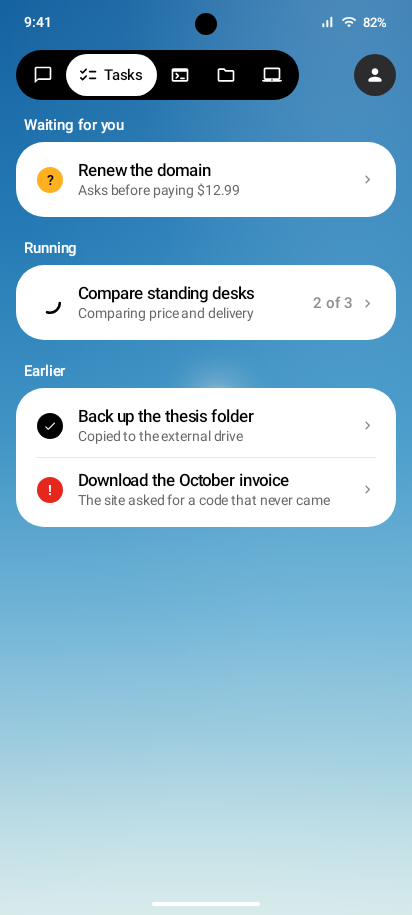 9:41
82%
Tasks
Waiting for you
?
Renew the domain
Asks before paying $12.99
Running
Compare standing desks
Comparing price and delivery
2 of 3
Earlier
Back up the thesis folder
Copied to the external drive
!
Download the October invoice
The site asked for a code that never came